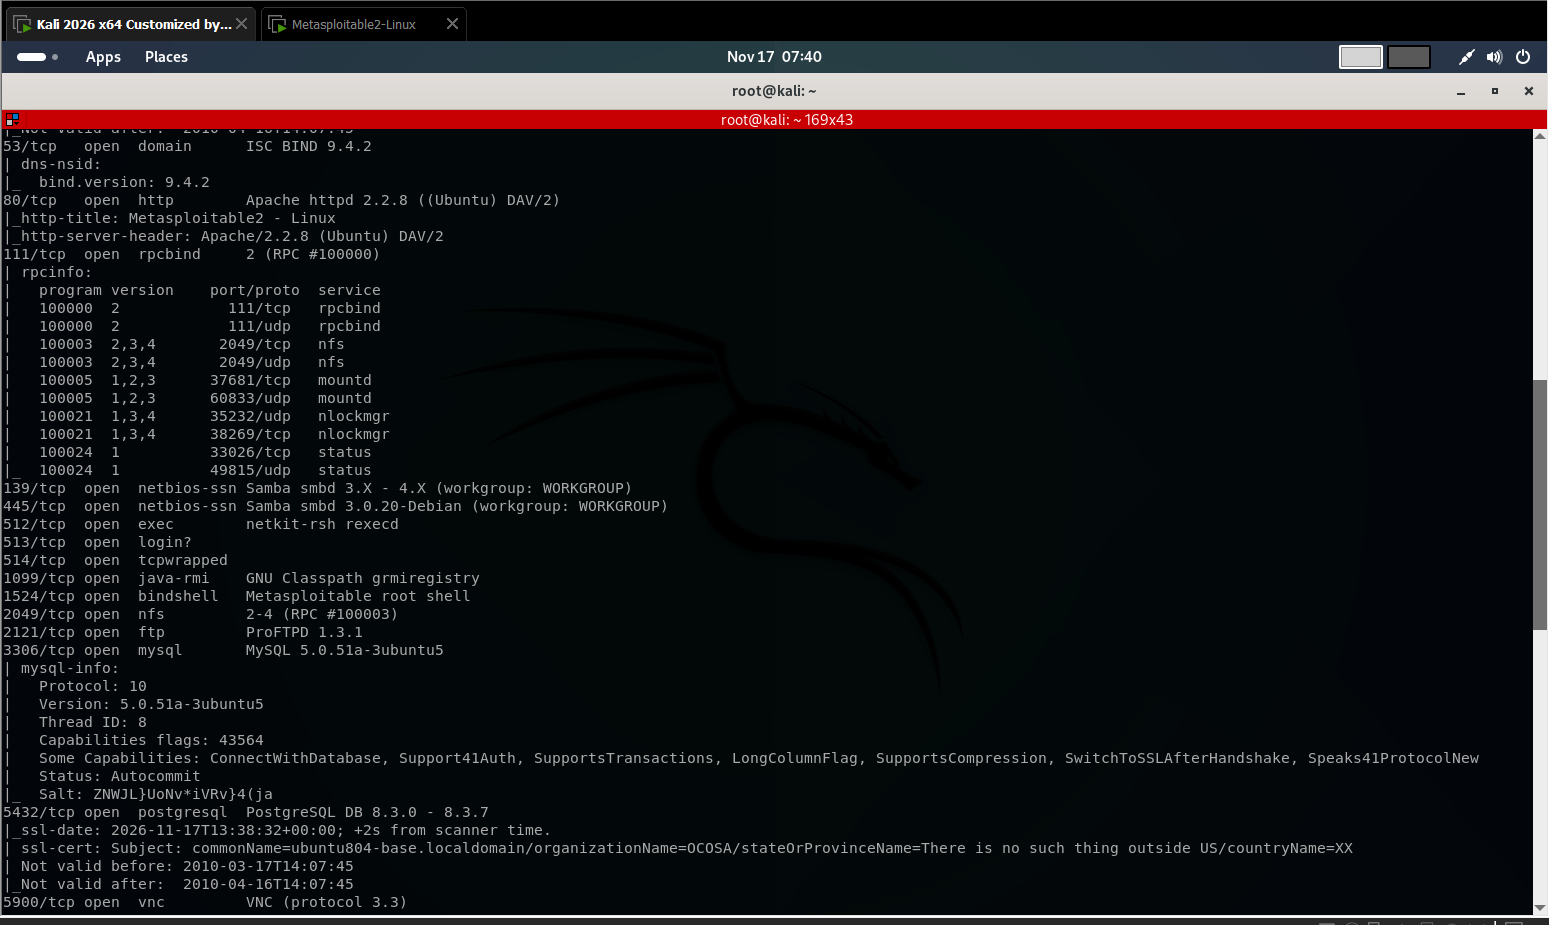 Kali 2026 x64 Customized by...
Metasploitable2-Linux
Apps Places Nov 17 07:40
root@kali: ~
root@kali: ~ 169x43
|_Not valid after:  2010-04-16T14:07:45
53/tcp   open  domain      ISC BIND 9.4.2
| dns-nsid:
|_  bind.version: 9.4.2
80/tcp   open  http        Apache httpd 2.2.8 ((Ubuntu) DAV/2)
|_http-title: Metasploitable2 - Linux
|_http-server-header: Apache/2.2.8 (Ubuntu) DAV/2
111/tcp  open  rpcbind     2 (RPC #100000)
| rpcinfo:
|   program version    port/proto  service
|   100000  2            111/tcp   rpcbind
|   100000  2            111/udp   rpcbind
|   100003  2,3,4       2049/tcp   nfs
|   100003  2,3,4       2049/udp   nfs
|   100005  1,2,3      37681/tcp   mountd
|   100005  1,2,3      60833/udp   mountd
|   100021  1,3,4      35232/udp   nlockmgr
|   100021  1,3,4      38269/tcp   nlockmgr
|   100024  1          33026/tcp   status
|_  100024  1          49815/udp   status
139/tcp  open  netbios-ssn Samba smbd 3.X - 4.X (workgroup: WORKGROUP)
445/tcp  open  netbios-ssn Samba smbd 3.0.20-Debian (workgroup: WORKGROUP)
512/tcp  open  exec        netkit-rsh rexecd
513/tcp  open  login?
514/tcp  open  tcpwrapped
1099/tcp open  java-rmi    GNU Classpath grmiregistry
1524/tcp open  bindshell   Metasploitable root shell
2049/tcp open  nfs         2-4 (RPC #100003)
2121/tcp open  ftp         ProFTPD 1.3.1
3306/tcp open  mysql       MySQL 5.0.51a-3ubuntu5
| mysql-info:
|   Protocol: 10
|   Version: 5.0.51a-3ubuntu5
|   Thread ID: 8
|   Capabilities flags: 43564
|   Some Capabilities: ConnectWithDatabase, Support41Auth, SupportsTransactions, LongColumnFlag, SupportsCompression, SwitchToSSLAfterHandshake, Speaks41ProtocolNew
|   Status: Autocommit
|_  Salt: ZNWJL}UoNv*iVRv}4(ja
5432/tcp open  postgresql  PostgreSQL DB 8.3.0 - 8.3.7
|_ssl-date: 2026-11-17T13:38:32+00:00; +2s from scanner time.
| ssl-cert: Subject: commonName=ubuntu804-base.localdomain/organizationName=OCOSA/stateOrProvinceName=There is no such thing outside US/countryName=XX
| Not valid before: 2010-03-17T14:07:45
|_Not valid after:  2010-04-16T14:07:45
5900/tcp open  vnc         VNC (protocol 3.3)